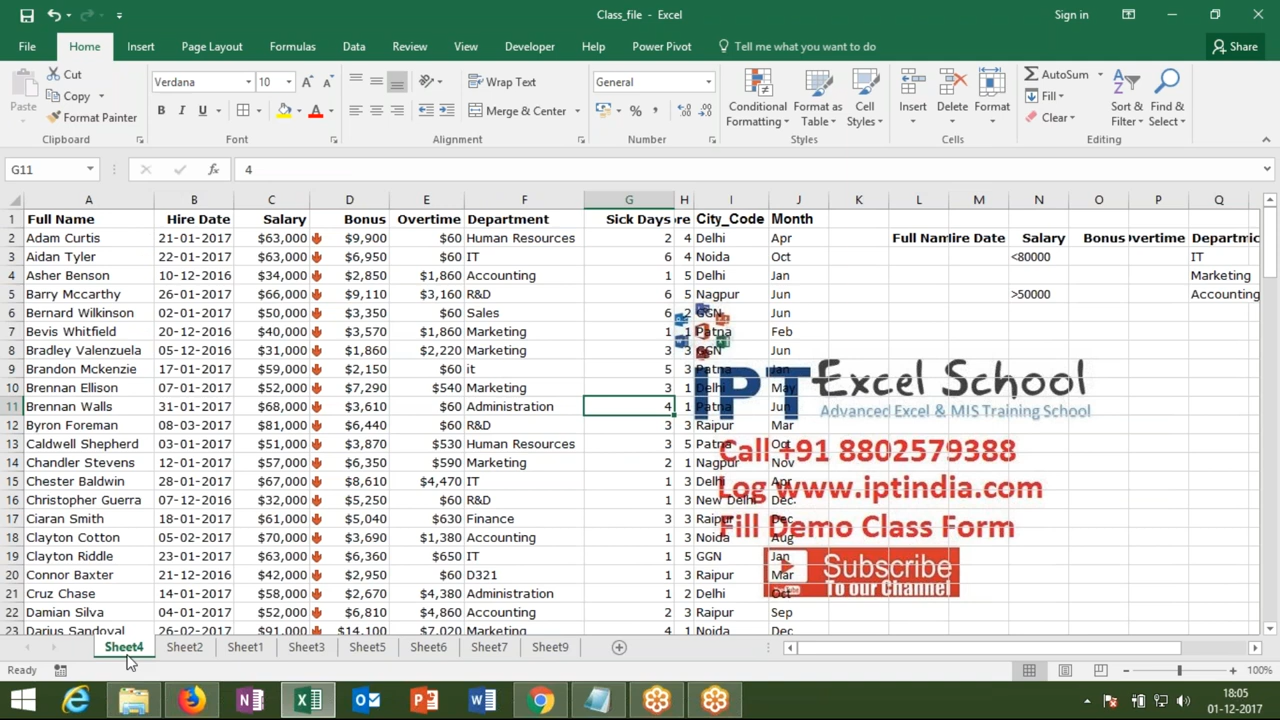 Class_file - Excel
Sign in
File Home Insert Page Layout Formulas Data Review View Developer Help Power Pivot Tell me what you want to do Share
Paste
Cut
Copy
Format Painter
Clipboard
Verdana 10
B I U
Font
Wrap Text
Merge & Center
Alignment
General
%
Number
Conditional Formatting
Format as Table
Cell Styles
Styles
Insert
Delete
Format
Cells
AutoSum
Fill
Clear
Sort & Filter
Find & Select
Editing
G11 fx 4
A B C D E F G H I J K L M N O P Q
1 Full Name Hire Date Salary Bonus Overtime Department Sick Days re City_Code Month
2 Adam Curtis 21-01-2017 $63,000 $9,900 $60 Human Resources 2 4 Delhi Apr Full Nam Hire Date Salary Bonus Overtime Departm
3 Aidan Tyler 22-01-2017 $63,000 $6,950 $60 IT 6 4 Noida Oct <80000 IT
4 Asher Benson 10-12-2016 $34,000 $2,850 $1,860 Accounting 1 5 Delhi Jan Marketing
5 Barry Mccarthy 26-01-2017 $66,000 $9,110 $3,160 R&D 6 5 Nagpur Jun >50000 Accounting
6 Bernard Wilkinson 02-01-2017 $50,000 $3,350 $60 Sales 6 2 GGN Jun
7 Bevis Whitfield 20-12-2016 $40,000 $3,570 $1,860 Marketing 1 1 Patna Feb
8 Bradley Valenzuela 05-12-2016 $31,000 $1,860 $2,220 Marketing 3 3 GGN Jun
9 Brandon Mckenzie 17-01-2017 $59,000 $2,150 $60 it 5 3 Patna Jan
10 Brennan Ellison 07-01-2017 $52,000 $7,290 $540 Marketing 3 1 Delhi May
11 Brennan Walls 31-01-2017 $68,000 $3,610 $60 Administration 4 1 Patna Jun
12 Byron Foreman 08-03-2017 $81,000 $6,440 $60 R&D 3 3 Raipur Mar
13 Caldwell Shepherd 03-01-2017 $51,000 $3,870 $530 Human Resources 3 5 Patna Oct
14 Chandler Stevens 12-01-2017 $57,000 $6,350 $590 Marketing 2 1 Nagpur Nov
15 Chester Baldwin 28-01-2017 $67,000 $8,610 $4,470 IT 1 3 Delhi Apr
16 Christopher Guerra 07-12-2016 $32,000 $5,250 $60 R&D 1 3 New Delhi Dec
17 Ciaran Smith 18-01-2017 $61,000 $5,040 $630 Finance 3 3 Raipur Dec
18 Clayton Cotton 05-02-2017 $70,000 $3,690 $1,380 Accounting 1 3 Noida Aug
19 Clayton Riddle 23-01-2017 $63,000 $6,360 $650 IT 1 5 GGN Jan
20 Connor Baxter 21-12-2016 $42,000 $2,950 $60 D321 1 3 Raipur Mar
21 Cruz Chase 14-01-2017 $58,000 $2,670 $4,380 Administration 1 2 Delhi Oct
22 Damian Silva 04-01-2017 $52,000 $6,810 $4,860 Accounting 2 3 Raipur Sep
23 Darius Sandoval 26-02-2017 $91,000 $14,100 $7,020 Marketing 4 1 Noida Dec
IPT Excel School
Advanced Excel & MIS Training School
Call +91 8802579388
Log www.iptindia.com
Fill Demo Class Form
Subscribe
To our Channel
Sheet4 Sheet2 Sheet1 Sheet3 Sheet5 Sheet6 Sheet7 Sheet9
Ready
100%
18:05
01-12-2017